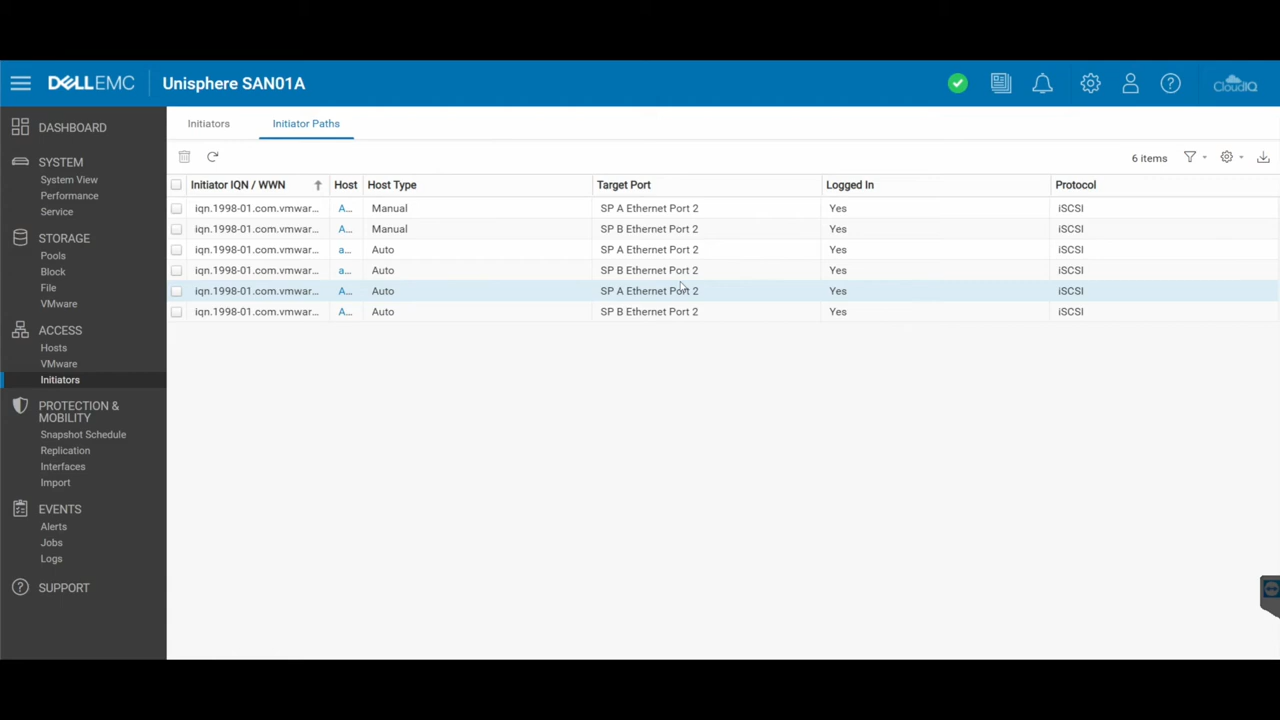 DELLEMC
Unisphere SAN01A
CloudIQ
DASHBOARD
SYSTEM
System View
Performance
Service
STORAGE
Pools
Block
File
VMware
ACCESS
Hosts
VMware
Initiators
PROTECTION &
MOBILITY
Snapshot Schedule
Replication
Interfaces
Import
EVENTS
Alerts
Jobs
Logs
SUPPORT
Initiators Initiator Paths
6 items
Initiator IQN / WWN Host Host Type Target Port Logged In Protocol
iqn.1998-01.com.vmwar... A... Manual SP A Ethernet Port 2 Yes iSCSI
iqn.1998-01.com.vmwar... A... Manual SP B Ethernet Port 2 Yes iSCSI
iqn.1998-01.com.vmwar... a... Auto SP A Ethernet Port 2 Yes iSCSI
iqn.1998-01.com.vmwar... a... Auto SP B Ethernet Port 2 Yes iSCSI
iqn.1998-01.com.vmwar... A... Auto SP A Ethernet Port 2 Yes iSCSI
iqn.1998-01.com.vmwar... A... Auto SP B Ethernet Port 2 Yes iSCSI